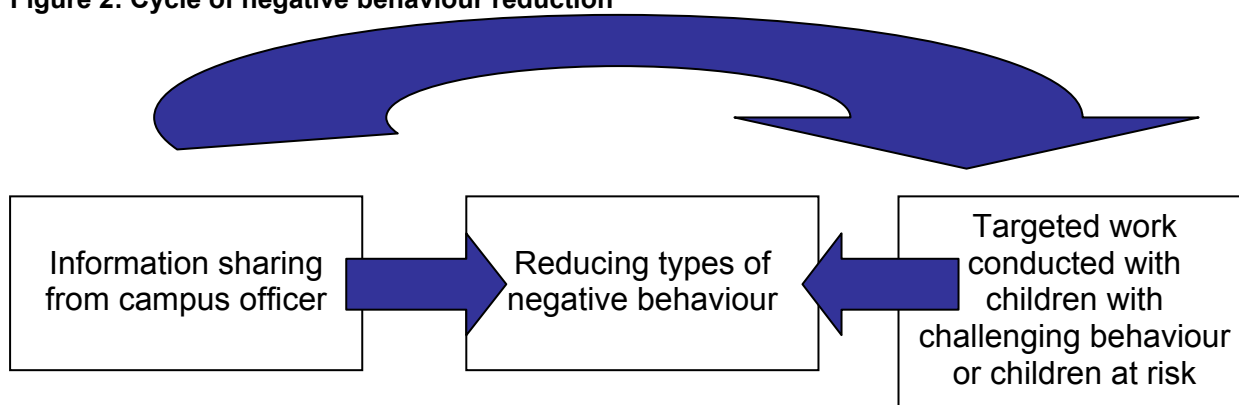 Figure 2: Cycle of negative behaviour reduction
Information sharing
from campus officer
Reducing types of
negative behaviour
Targeted work
conducted with
children with
challenging behaviour
or children at risk